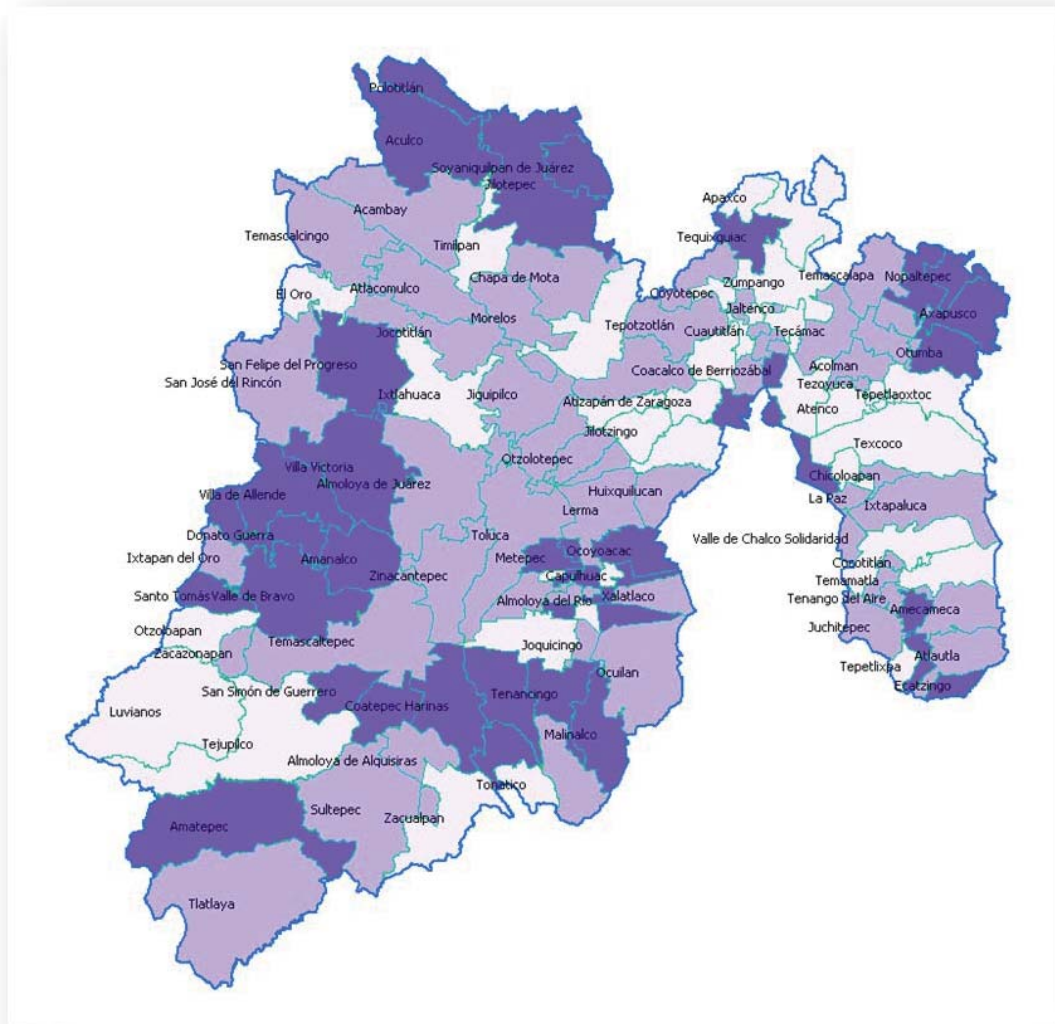 Polotitlán
Aculco
Soyaniquilpan de Juárez
Jilotepec
Apaxco
Acambay
Temascalcingo
Timilpan
Tequixquiac
Chapa de Mota
Zumpango
Temascalapa
Nopaltepec
El Oro
Atlacomulco
Coyotepec
Jaltenco
Axapusco
Morelos
Tepotzotlán
Cuautitlán
Tecámac
Jocotitlán
Otumba
San Felipe del Progreso
Coacalco de Berriozábal
Acolman
San José del Rincón
Tezoyuca
Ixtlahuaca
Jiquipilco
Atizapán de Zaragoza
Tepetlaoxtoc
Atenco
Jilotzingo
Texcoco
Otzolotepec
Villa Victoria
Chicoloapan
Almoloya de Juárez
Huixquilucan
Villa de Allende
La Paz
Ixtapaluca
Lerma
Donato Guerra
Toluca
Valle de Chalco Solidaridad
Ixtapan del Oro
Amanalco
Metepec
Ocoyoacac
Cocotitlán
Zinacantepec
Capulhuac
Temamatla
Santo Tomás
Valle de Bravo
Almoloya del Río
Xalatlaco
Tenango del Aire
Amecameca
Otzoloapan
Juchitepec
Temascaltepec
Joquicingo
Zacazonapan
Atlautla
Tepetlixpa
Ocuilan
Ecatzingo
San Simón de Guerrero
Tenancingo
Coatepec Harinas
Luvianos
Malinalco
Tejupilco
Almoloya de Alquisiras
Tonatico
Sultepec
Zacualpan
Amatepec
Tlatlaya